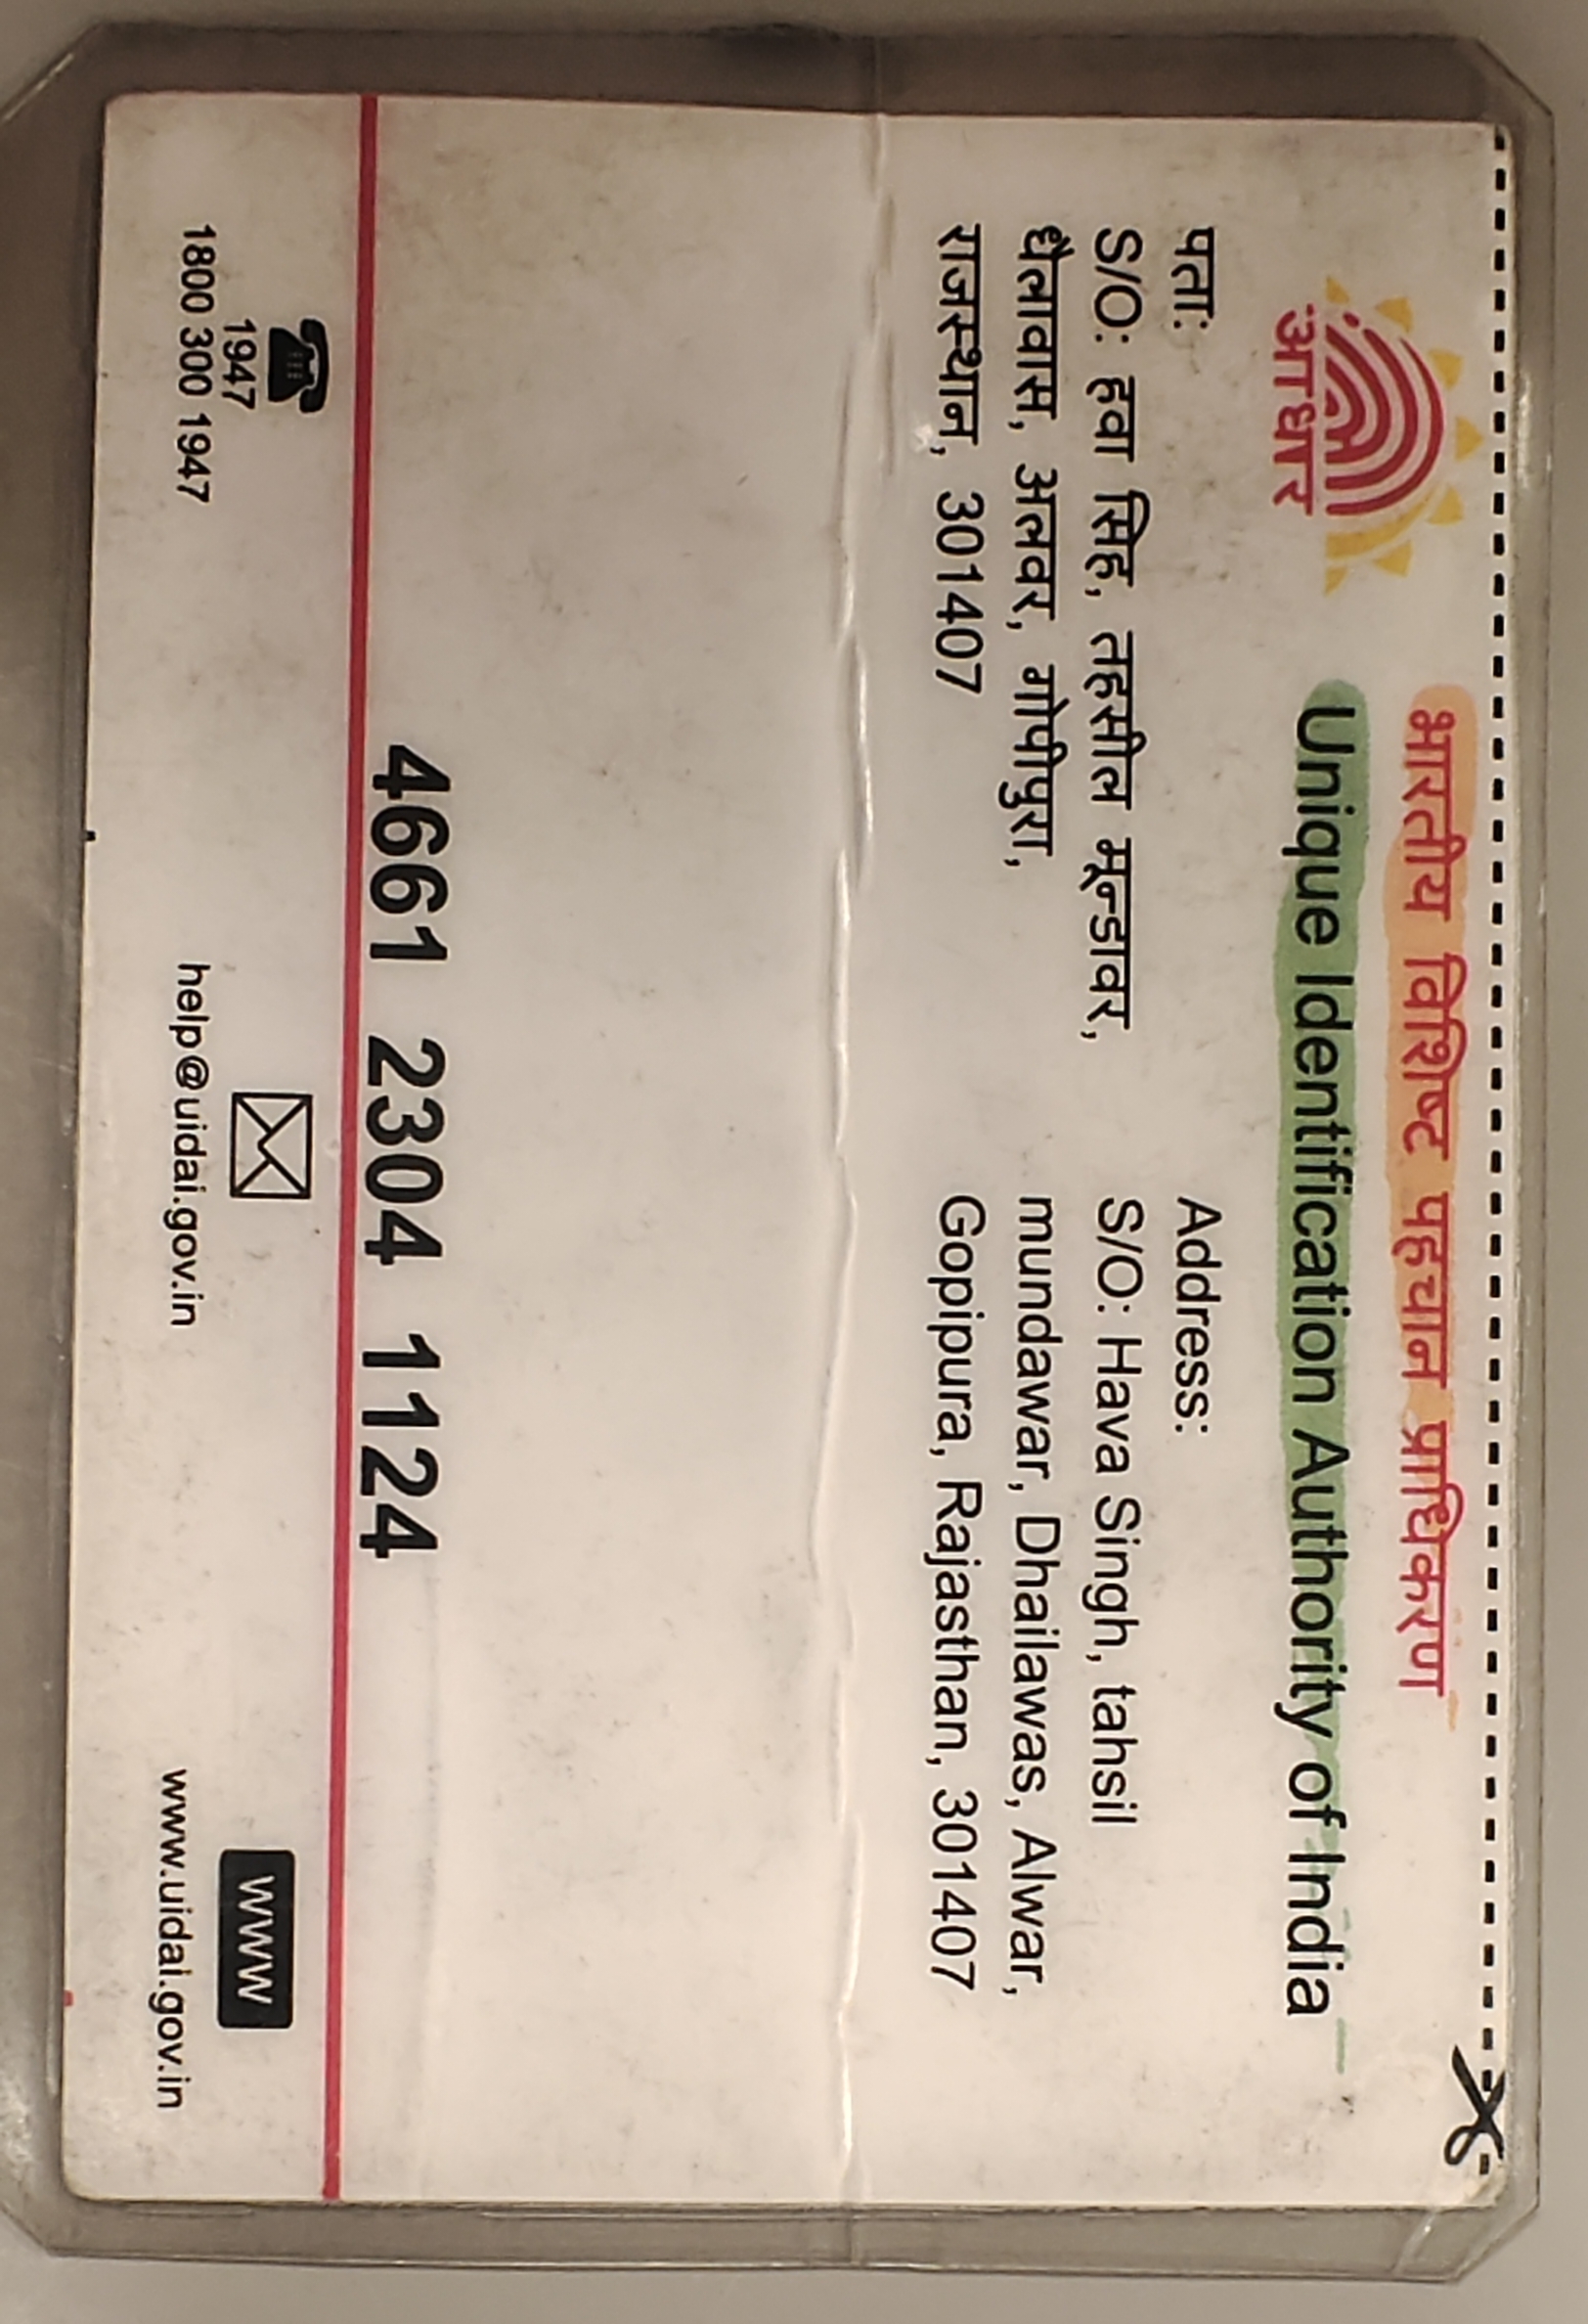 भारतीय विशिष्ट पहचान प्राधिकरण
Unique Identification Authority of India
आधार
पता:
S/O: हवा सिंह, तहसील मून्डावर,
धैलावास, अलवर, गोपीपुरा,
राजस्थान, 301407
Address:
S/O: Hava Singh, tahsil
mundawar, Dhailawas, Alwar,
Gopipura, Rajasthan, 301407
4661 2304 1124
1947
1800 300 1947
help@uidai.gov.in
www
www.uidai.gov.in